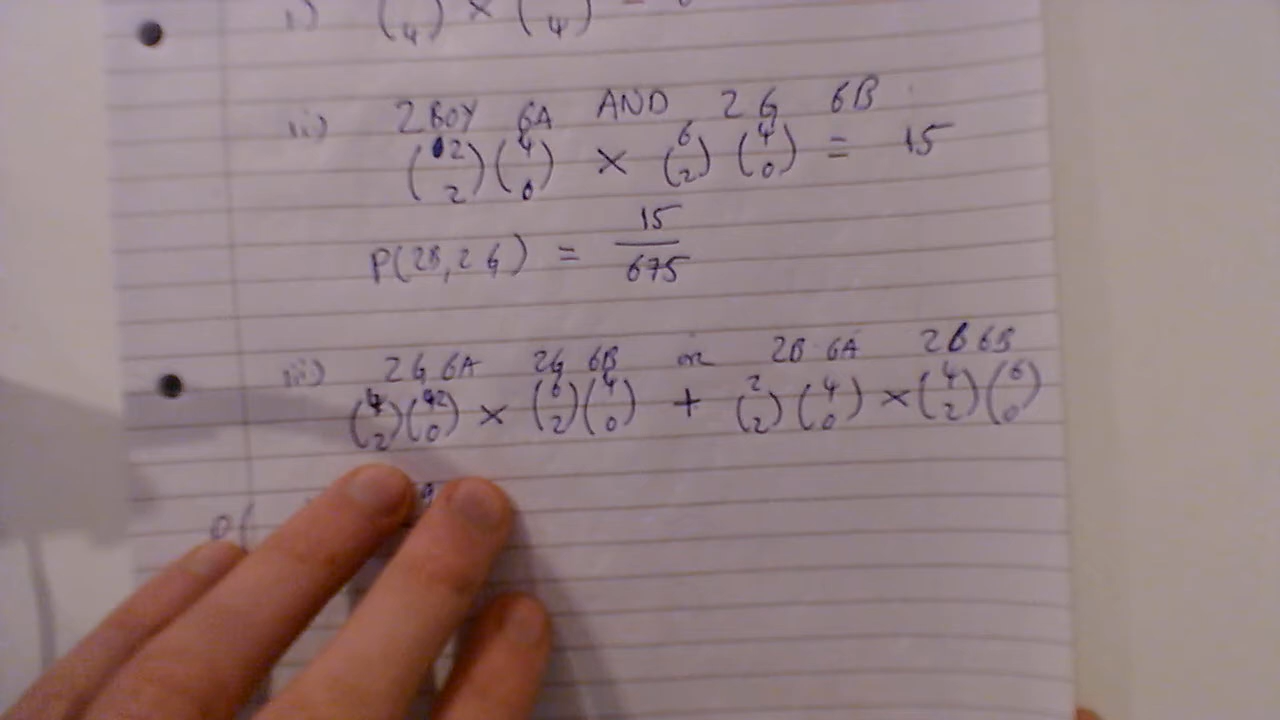 i) ( 4) × ( 4) =
ii) 2 BOY 6A AND 2 G 6B
(2 2)(4 0) × (6 2)(4 0) = 15
P(2B, 2G) = 15/675
iii) 2G 6A 2G 6B or 2B 6A 2B 6B
(4 2)(2 0) × (6 2)(4 0) + (2 2)(4 0) × (4 2)(6 0)